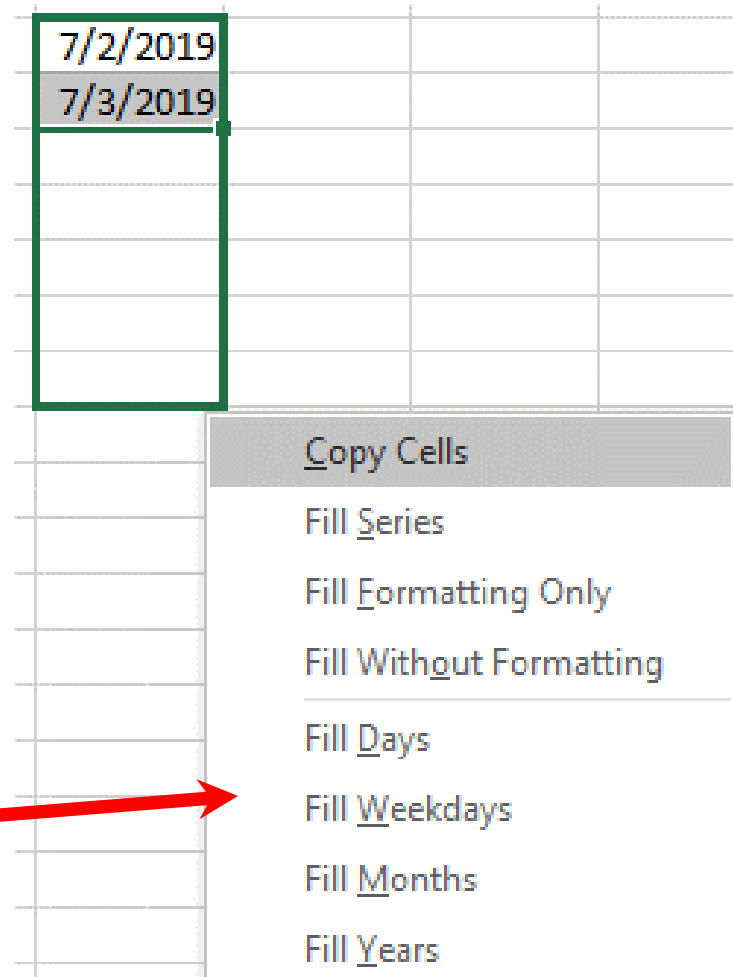 7/2/2019
7/3/2019
Copy Cells
Fill Series
Fill Formatting Only
Fill Without Formatting
Fill Days
Fill Weekdays
Fill Months
Fill Years